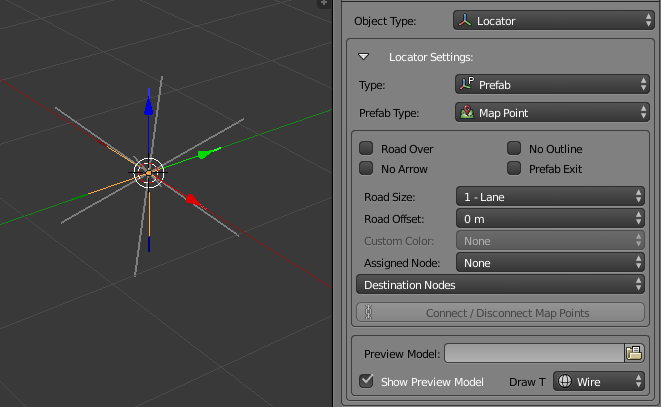 Object Type: Locator
Locator Settings:
Type: Prefab
Prefab Type: Map Point
Road Over No Outline
No Arrow Prefab Exit
Road Size: 1 - Lane
Road Offset: 0 m
Custom Color: None
Assigned Node: None
Destination Nodes
Connect / Disconnect Map Points
Preview Model:
Show Preview Model Draw T Wire